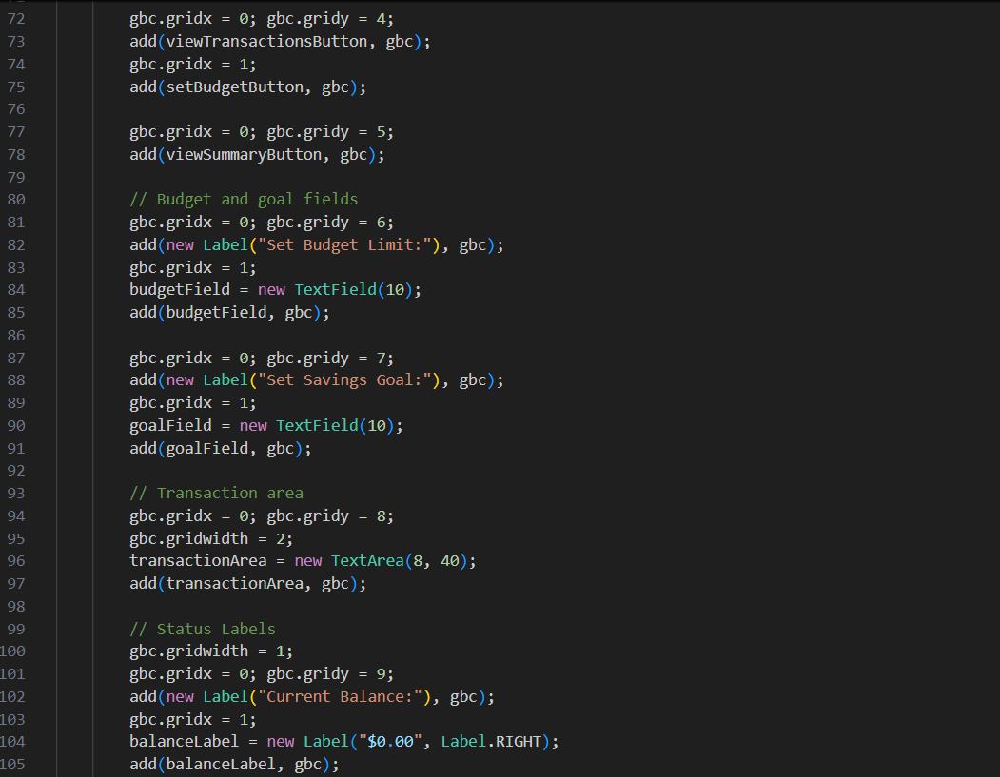 72 gbc.gridx = 0; gbc.gridy = 4;
73 add(viewTransactionsButton, gbc);
74 gbc.gridx = 1;
75 add(setBudgetButton, gbc);
76
77 gbc.gridx = 0; gbc.gridy = 5;
78 add(viewSummaryButton, gbc);
79
80 // Budget and goal fields
81 gbc.gridx = 0; gbc.gridy = 6;
82 add(new Label("Set Budget Limit:"), gbc);
83 gbc.gridx = 1;
84 budgetField = new TextField(10);
85 add(budgetField, gbc);
86
87 gbc.gridx = 0; gbc.gridy = 7;
88 add(new Label("Set Savings Goal:"), gbc);
89 gbc.gridx = 1;
90 goalField = new TextField(10);
91 add(goalField, gbc);
92
93 // Transaction area
94 gbc.gridx = 0; gbc.gridy = 8;
95 gbc.gridwidth = 2;
96 transactionArea = new TextArea(8, 40);
97 add(transactionArea, gbc);
98
99 // Status Labels
100 gbc.gridwidth = 1;
101 gbc.gridx = 0; gbc.gridy = 9;
102 add(new Label("Current Balance:"), gbc);
103 gbc.gridx = 1;
104 balanceLabel = new Label("$0.00", Label.RIGHT);
105 add(balanceLabel, gbc);